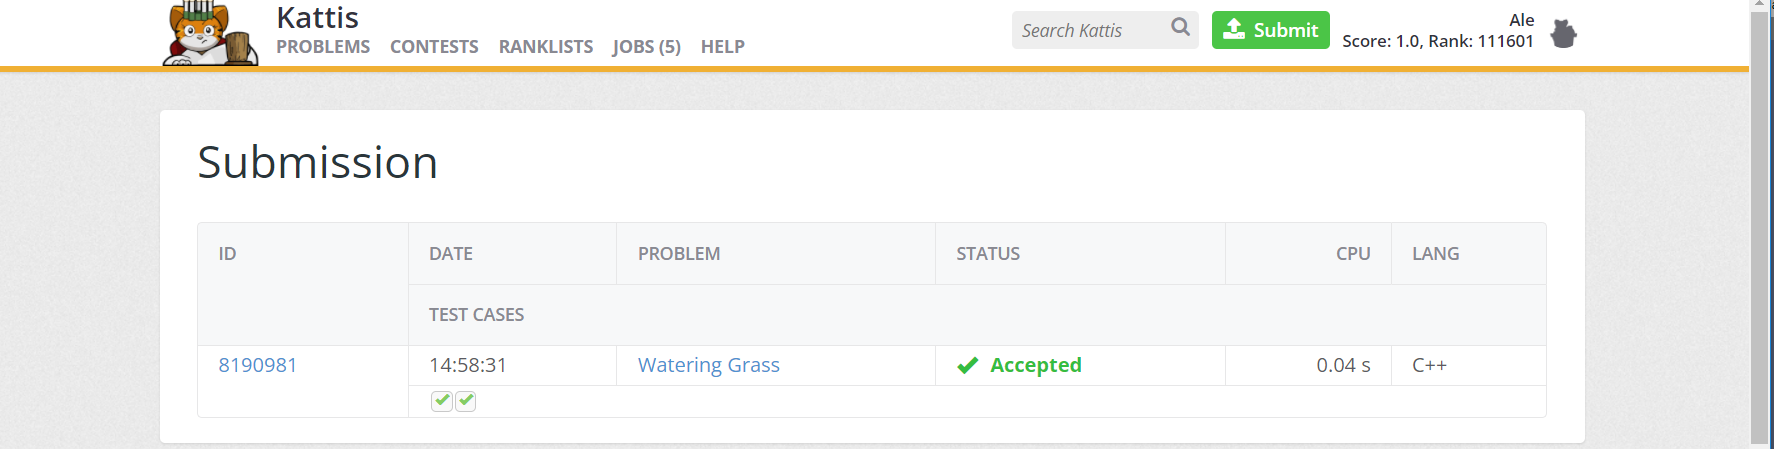 Kattis
PROBLEMS CONTESTS RANKLISTS JOBS (5) HELP
Search Kattis
Submit
Ale
Score: 1.0, Rank: 111601
Submission
ID DATE PROBLEM STATUS CPU LANG
TEST CASES
8190981 14:58:31 Watering Grass Accepted 0.04 s C++